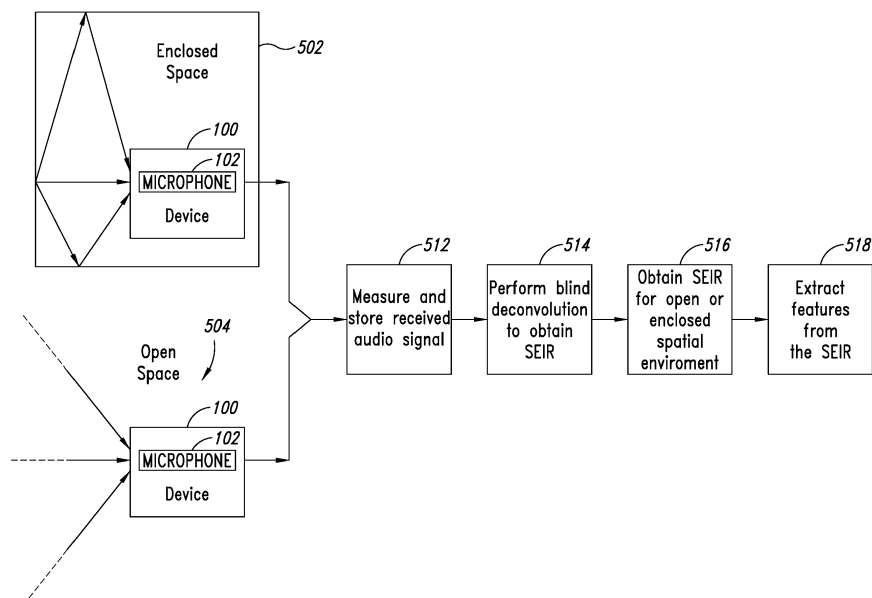 Enclosed
Space
502
100
102
MICROPHONE
Device
512
Measure and
store received
audio signal
514
Perform blind
deconvolution
to obtain
SEIR
516
Obtain SEIR
for open or
enclosed
spatial
enviroment
518
Extract
features
from
the SEIR
Open
Space
504
100
102
MICROPHONE
Device